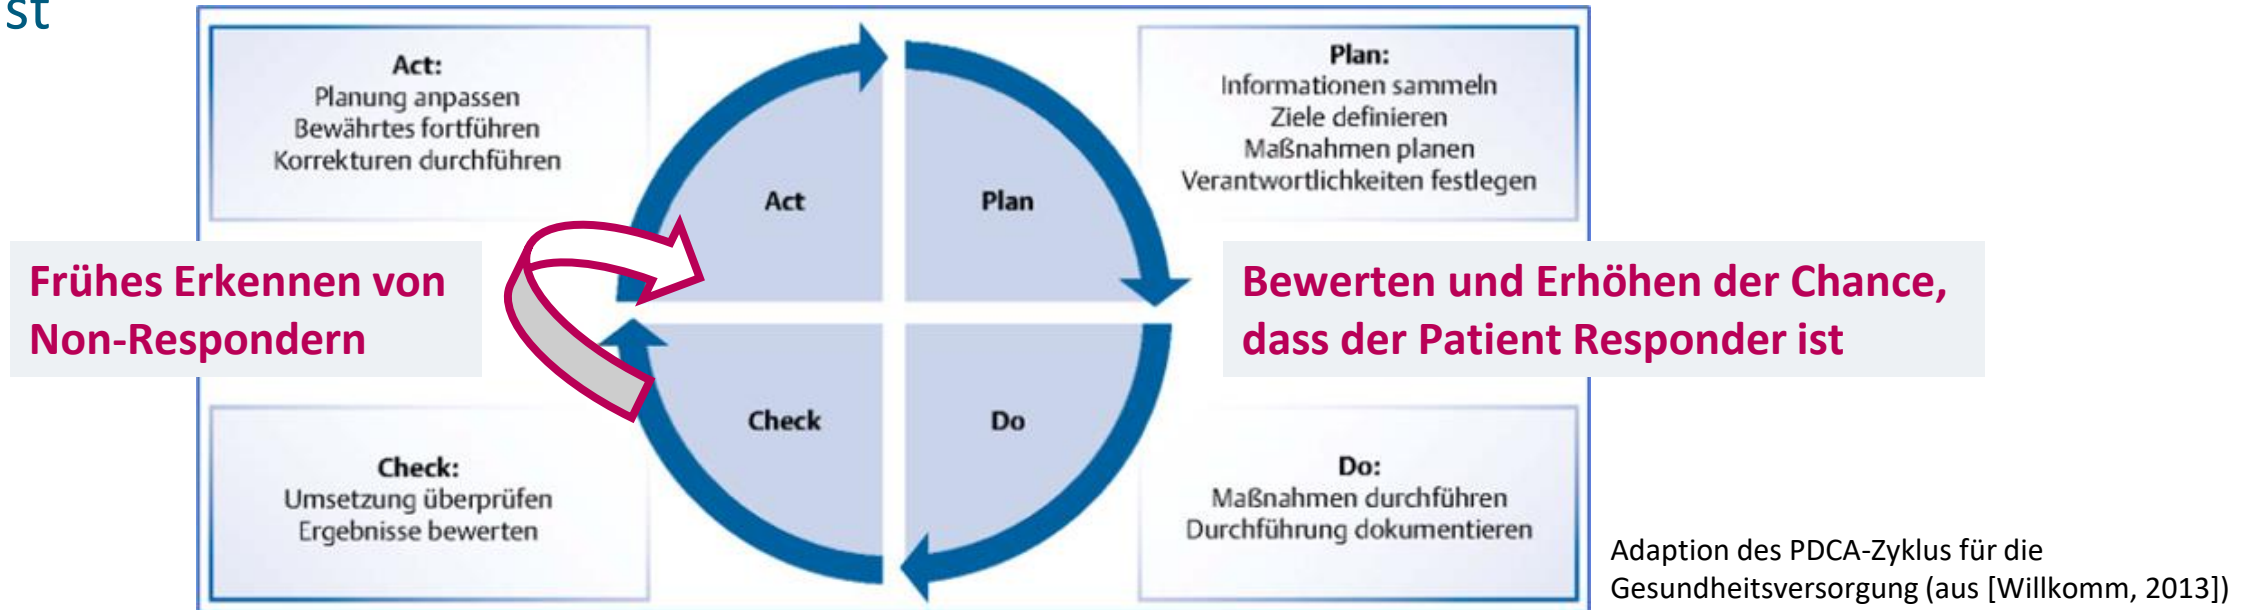 st
Act:
Planung anpassen
Bewährtes fortführen
Korrekturen durchführen
Plan:
Informationen sammeln
Ziele definieren
Maßnahmen planen
Verantwortlichkeiten festlegen
Act
Plan
Frühes Erkennen von
Non-Respondern
Bewerten und Erhöhen der Chance,
dass der Patient Responder ist
Check
Do
Check:
Umsetzung überprüfen
Ergebnisse bewerten
Do:
Maßnahmen durchführen
Durchführung dokumentieren
Adaption des PDCA-Zyklus für die
Gesundheitsversorgung (aus [Willkomm, 2013])